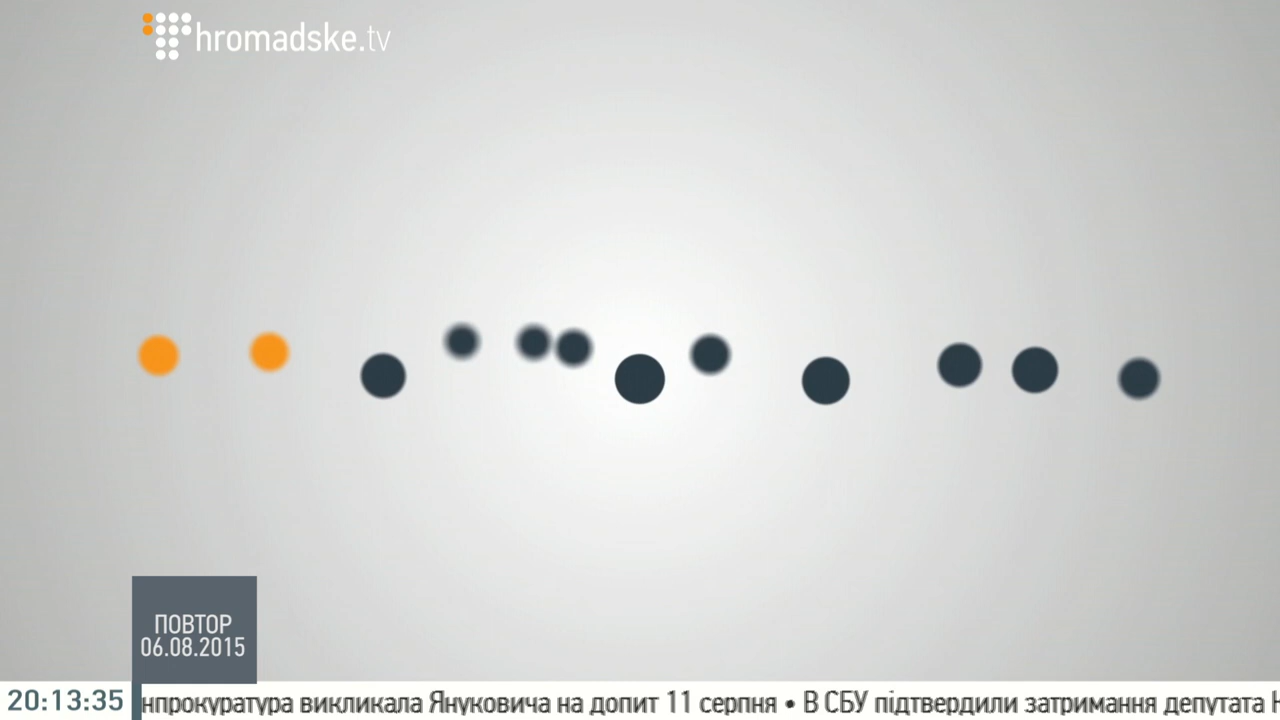 hromadske.tv
ПОВТОР
06.08.2015
20:13:35
нпрокуратура викликала Януковича на допит 11 серпня • В СБУ підтвердили затримання депутата